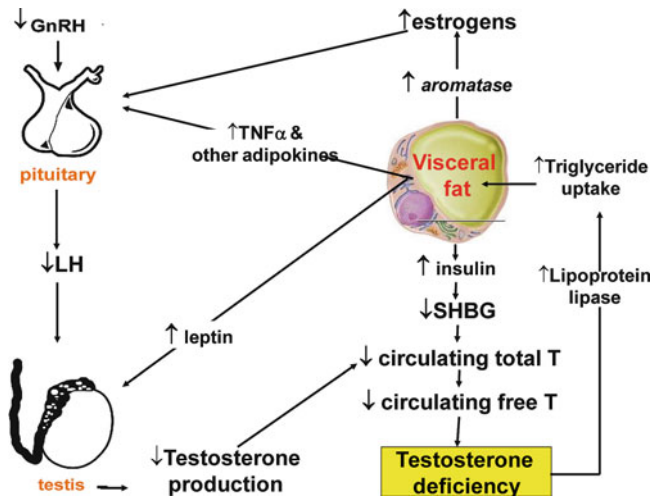 ↓GnRH
↑estrogens
↑ aromatase
↑TNFα &
other adipokines
pituitary
Visceral
fat
↑Triglyceride
uptake
↓LH
↑ insulin
↑Lipoprotein
lipase
↓SHBG
↑ leptin
↓ circulating total T
↓ circulating free T
↓Testosterone
production
Testosterone
deficiency
testis